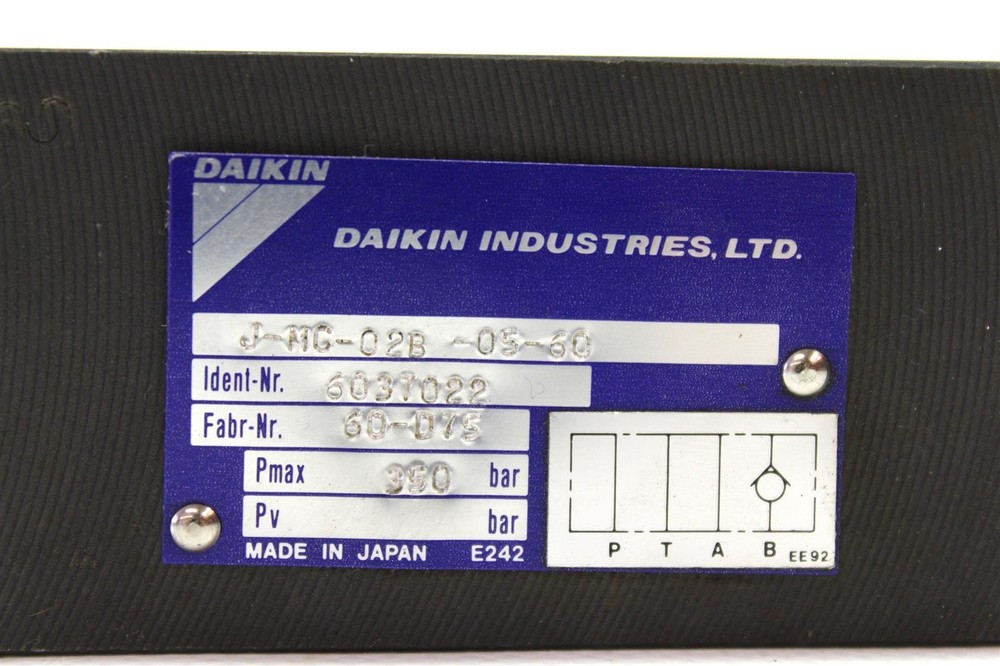 DAIKIN
DAIKIN INDUSTRIES, LTD.
J-MC-02B -05-60
Ident-Nr. 6037022
Fabr-Nr. 60-D75
Pmax 350 bar
Pv bar
MADE IN JAPAN E242
P T A B EE92